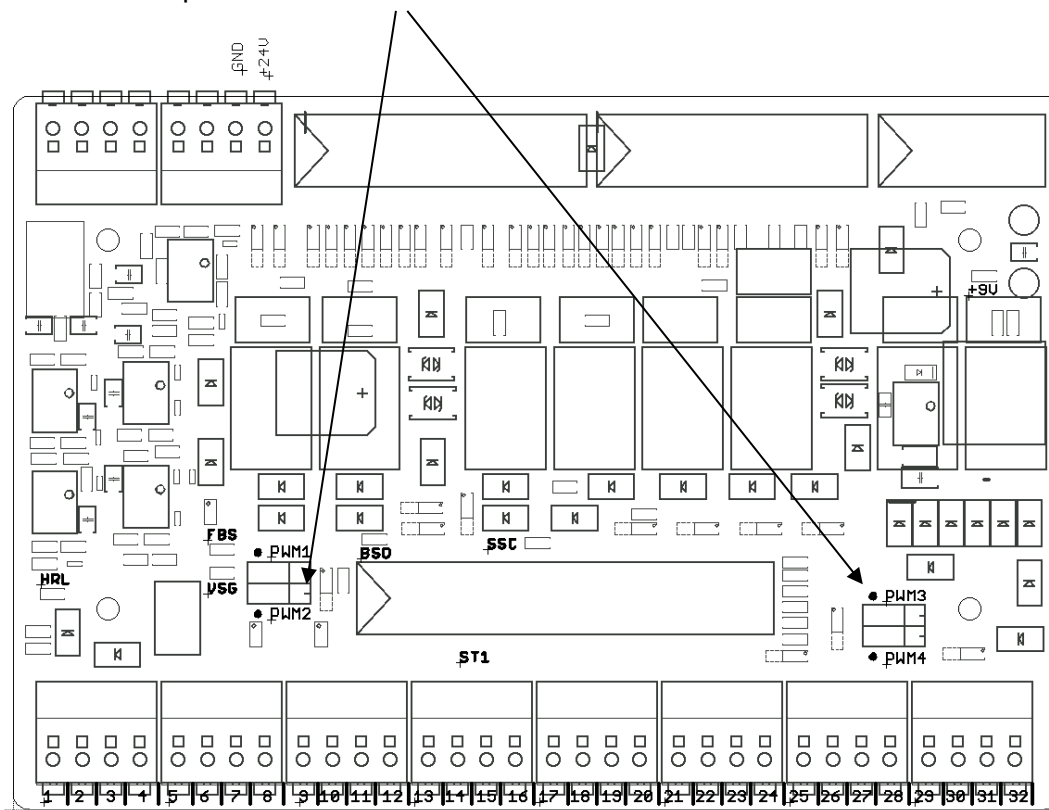 GND
+24V
+9V
FBS
PWM1
BSD
SSC
HRL
VSG
PWM2
PWM3
PWM4
ST1
1 2 3 4 5 6 7 8 9 10 11 12 13 14 15 16 17 18 19 20 21 22 23 24 25 26 27 28 29 30 31 32